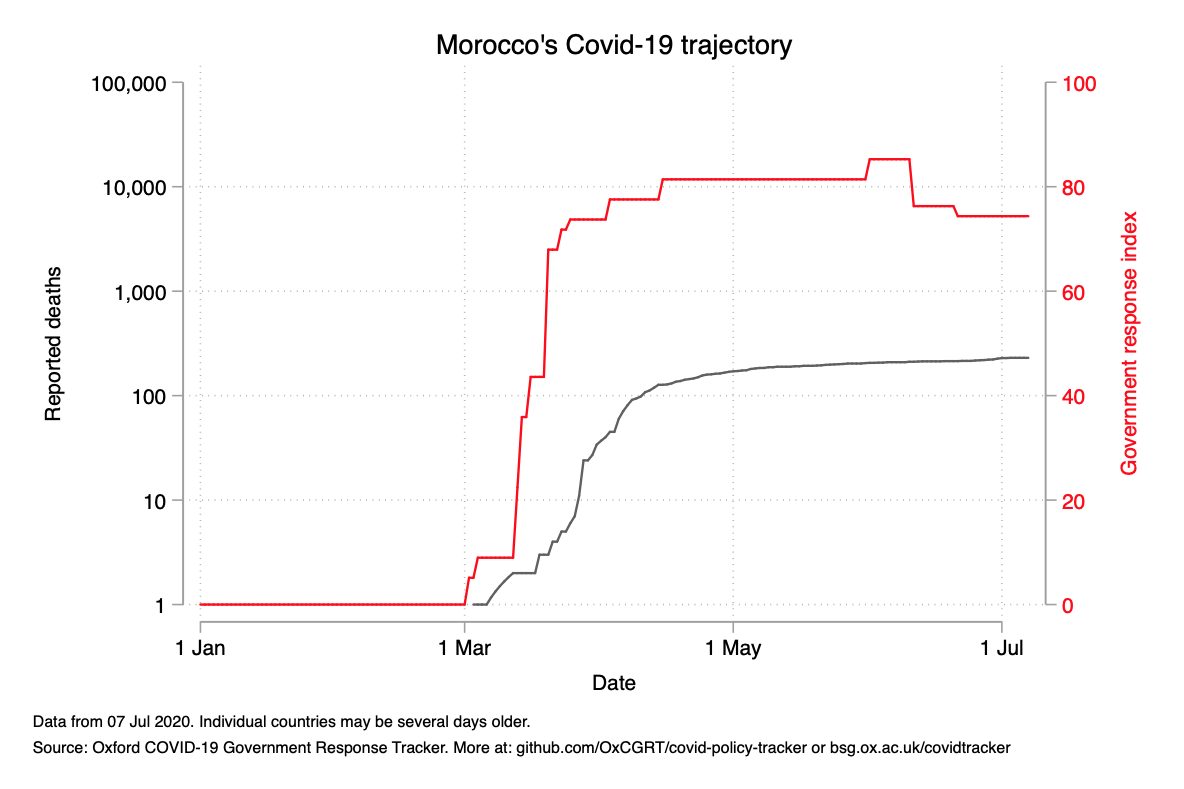 Morocco's Covid-19 trajectory
100,000
10,000
1,000
100
10
1
Reported deaths
100
80
60
40
20
0
Government response index
1 Jan
1 Mar
1 May
1 Jul
Date
Data from 07 Jul 2020. Individual countries may be several days older.
Source: Oxford COVID-19 Government Response Tracker. More at: github.com/OxCGRT/covid-policy-tracker or bsg.ox.ac.uk/covidtracker